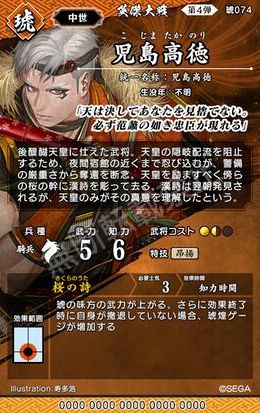 琥 中世 英傑大戦 第4弾 琥074
こじまたかのり
児島高徳
統一名称：児島高徳
生没年：不明
「天は決してあなたを見捨てない。
必ず范蠡の如き忠臣が現れる」
後醍醐天皇に仕えた武将。天皇の隠岐配流を阻止
するため、夜間宿館の近くまで忍び込むが、警備
の厳重さから奪還を断念。天皇を励ますべく傍ら
の桜の幹に漢詩を彫って去る。漢詩は翌朝発見さ
れるが、天皇のみがその真意を理解したという。
兵種 武力 知力 武将コスト
騎兵 5 6 特技 昂揚
さくらのうた 必要士気 効果時間
桜の詩 3 知力時間
効果範囲
琥の味方の武力が上がる。さらに効果終了
時に自身が撤退していない場合、琥煌ゲー
ジが増加する
Illustration:寿多浩 ©SEGA
0000 0000 0000 0000 0000